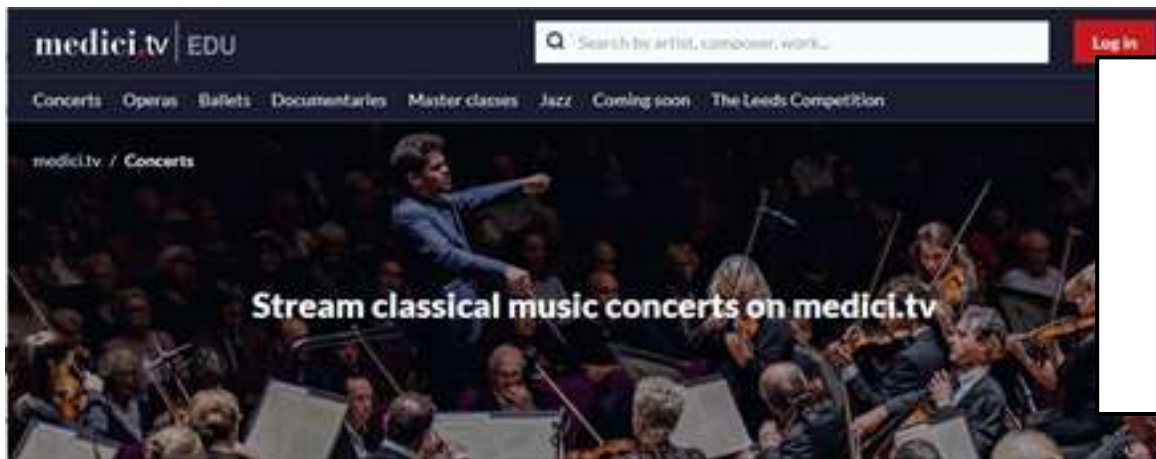 medici.tv EDU
Search by artist, composer, work...
Log in
Concerts Operas Ballets Documentaries Master classes Jazz Coming soon The Leeds Competition
medici.tv / Concerts
Stream classical music concerts on medici.tv